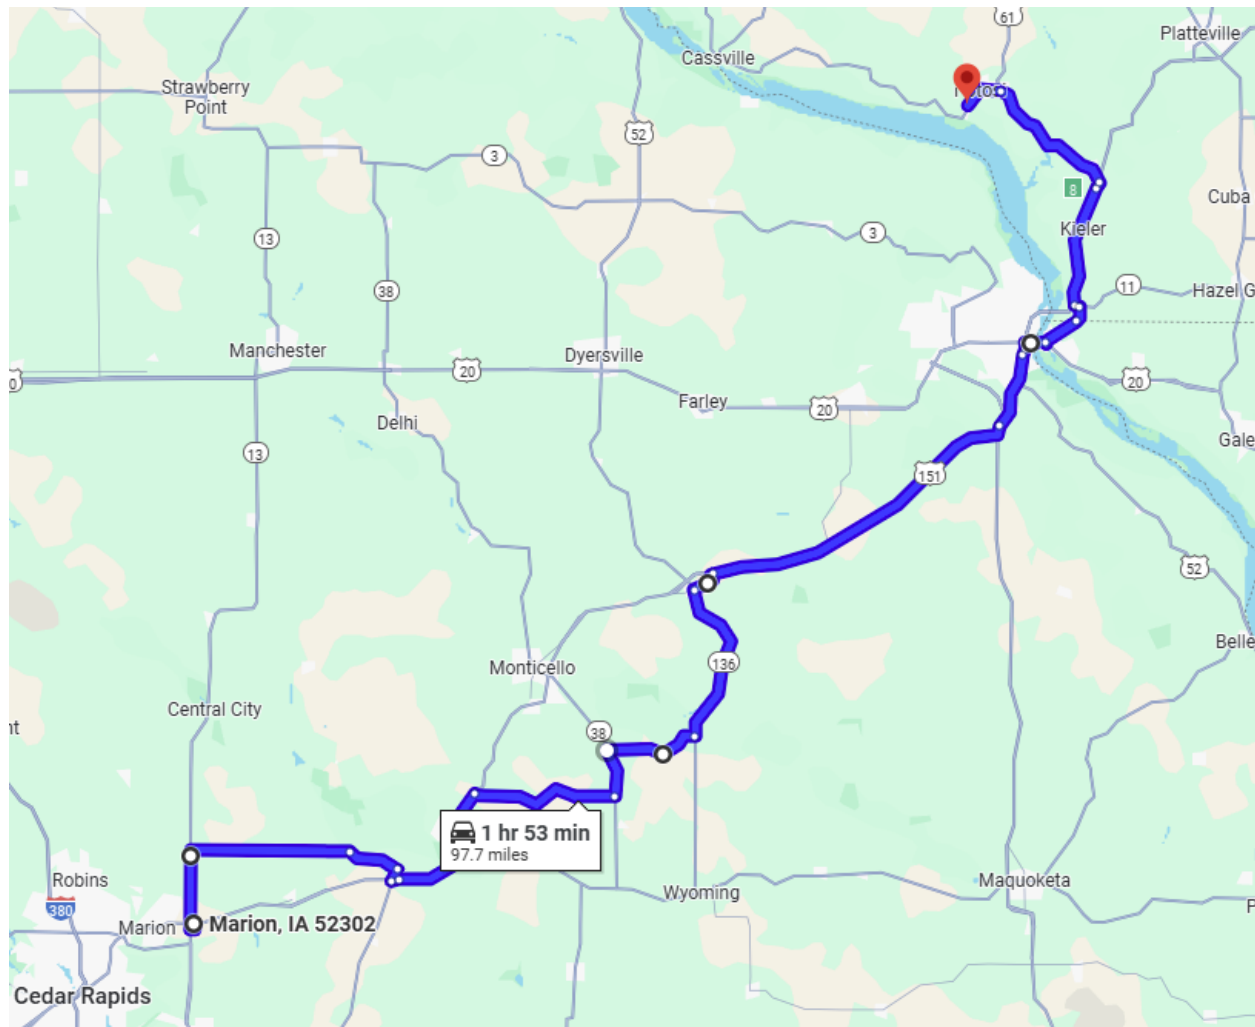 61
Platteville
Cassville
Strawberry
Point
52
3
8
Cuba
13
3
Kieler
38
11
Hazel G
Manchester
Dyersville
20
20
0
Farley
20
Delhi
Gale
13
151
52
Belle
136
Monticello
Central City
nt
38
1 hr 53 min
97.7 miles
Robins
380
Wyoming
Maquoketa
P
Marion
Marion, IA 52302
Cedar Rapids